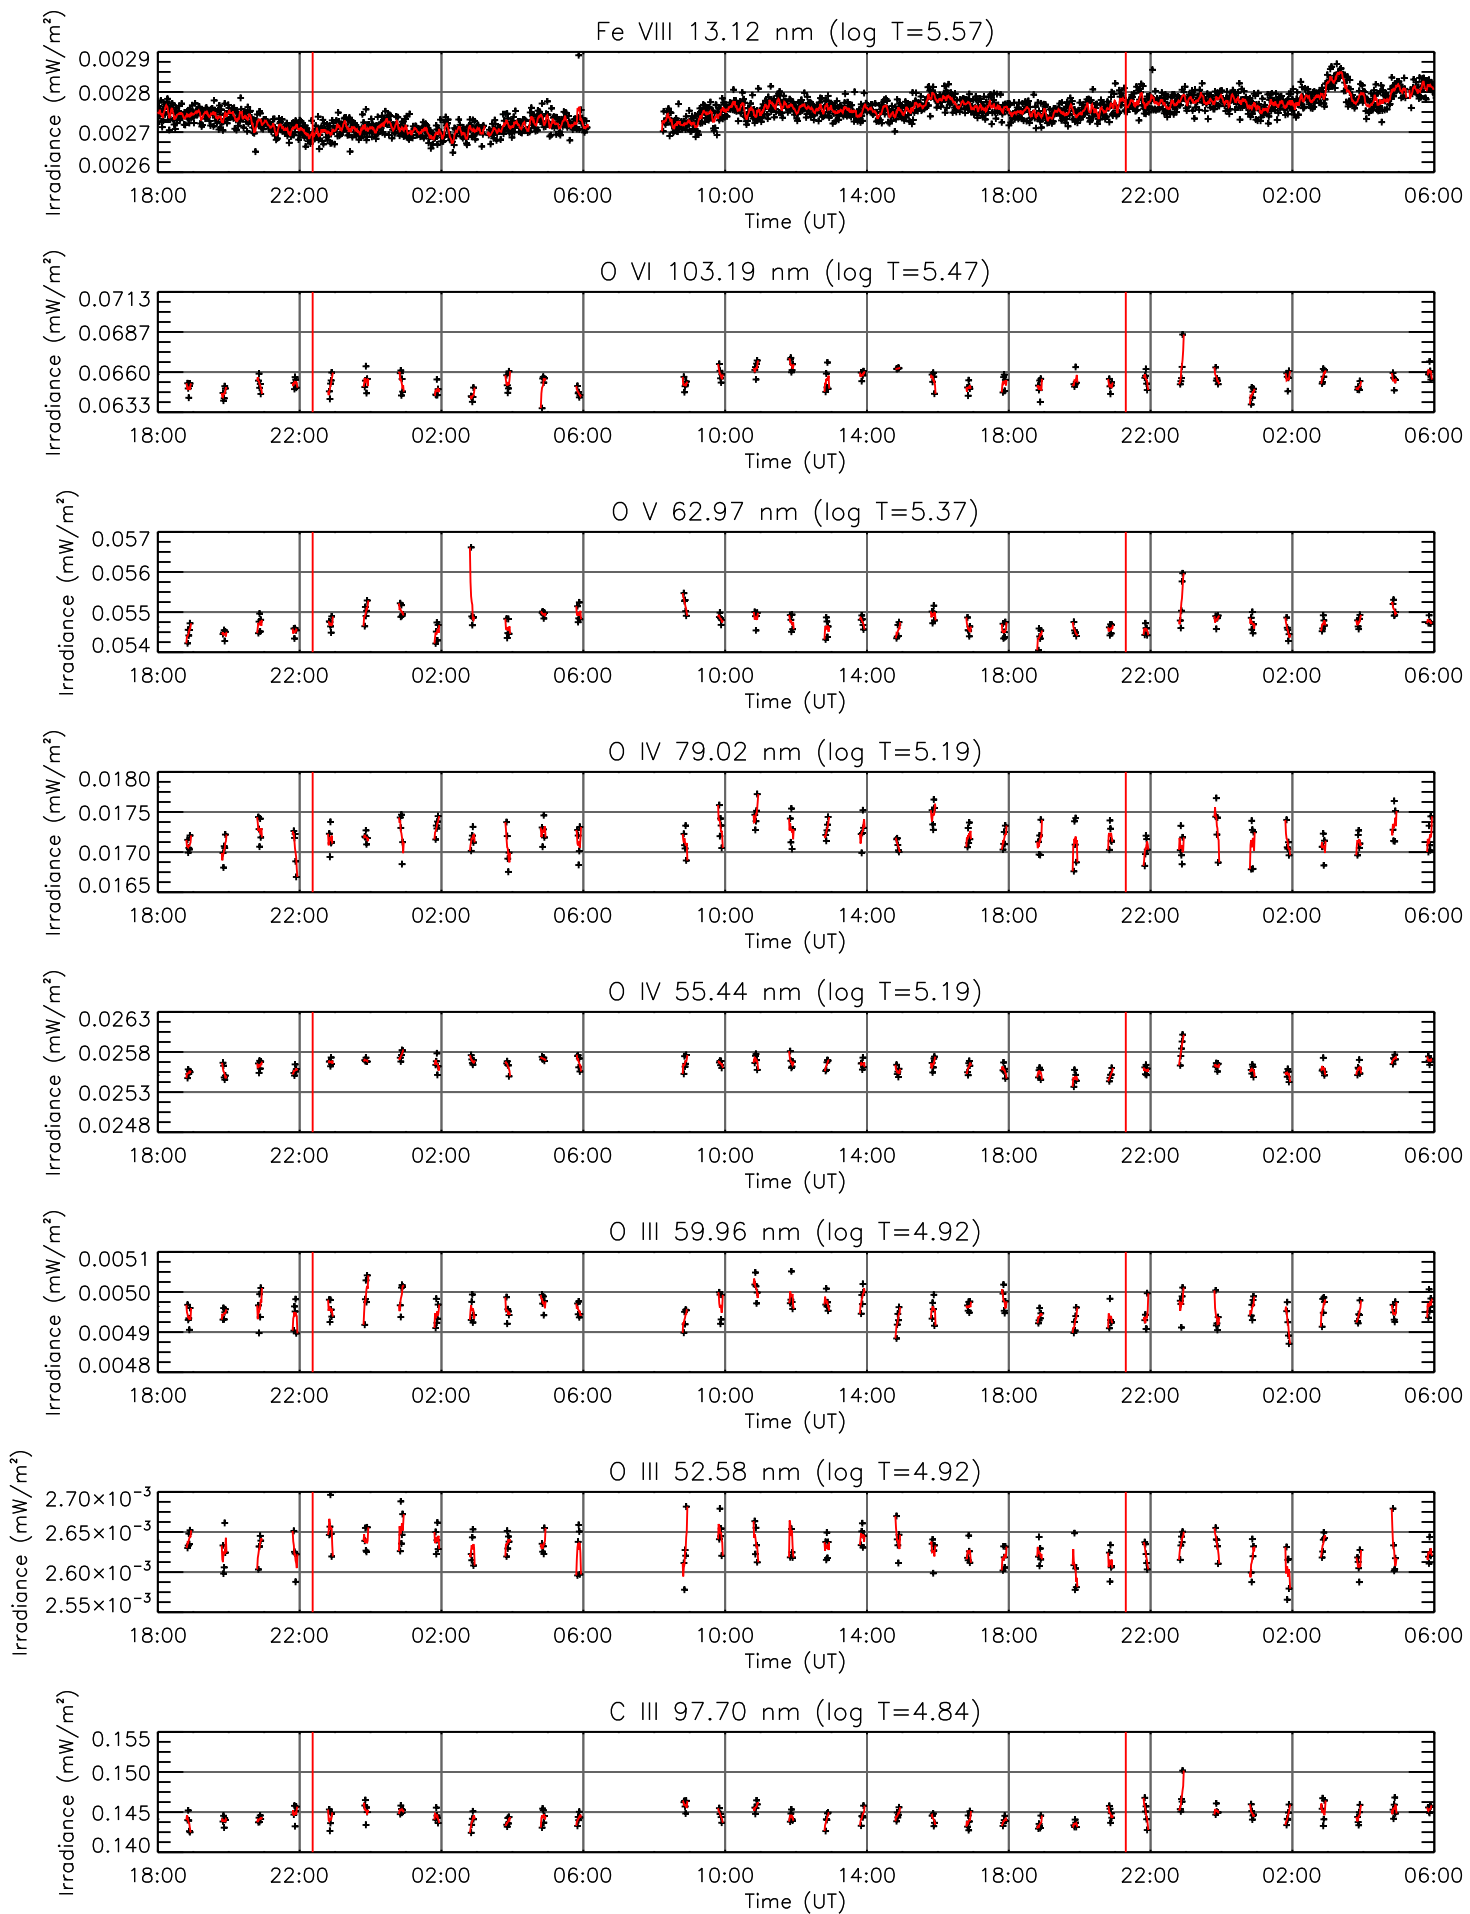 Fe VIII 13.12 nm (log T=5.57)
Irradiance (mW/m²)
0.0029
0.0028
0.0027
0.0026
18:00 22:00 02:00 06:00 10:00 14:00 18:00 22:00 02:00 06:00
Time (UT)
O VI 103.19 nm (log T=5.47)
Irradiance (mW/m²)
0.0713
0.0687
0.0660
0.0633
18:00 22:00 02:00 06:00 10:00 14:00 18:00 22:00 02:00 06:00
Time (UT)
O V 62.97 nm (log T=5.37)
Irradiance (mW/m²)
0.057
0.056
0.055
0.054
18:00 22:00 02:00 06:00 10:00 14:00 18:00 22:00 02:00 06:00
Time (UT)
O IV 79.02 nm (log T=5.19)
Irradiance (mW/m²)
0.0180
0.0175
0.0170
0.0165
18:00 22:00 02:00 06:00 10:00 14:00 18:00 22:00 02:00 06:00
Time (UT)
O IV 55.44 nm (log T=5.19)
Irradiance (mW/m²)
0.0263
0.0258
0.0253
0.0248
18:00 22:00 02:00 06:00 10:00 14:00 18:00 22:00 02:00 06:00
Time (UT)
O III 59.96 nm (log T=4.92)
Irradiance (mW/m²)
0.0051
0.0050
0.0049
0.0048
18:00 22:00 02:00 06:00 10:00 14:00 18:00 22:00 02:00 06:00
Time (UT)
O III 52.58 nm (log T=4.92)
Irradiance (mW/m²)
2.70×10⁻³
2.65×10⁻³
2.60×10⁻³
2.55×10⁻³
18:00 22:00 02:00 06:00 10:00 14:00 18:00 22:00 02:00 06:00
Time (UT)
C III 97.70 nm (log T=4.84)
Irradiance (mW/m²)
0.155
0.150
0.145
0.140
18:00 22:00 02:00 06:00 10:00 14:00 18:00 22:00 02:00 06:00
Time (UT)